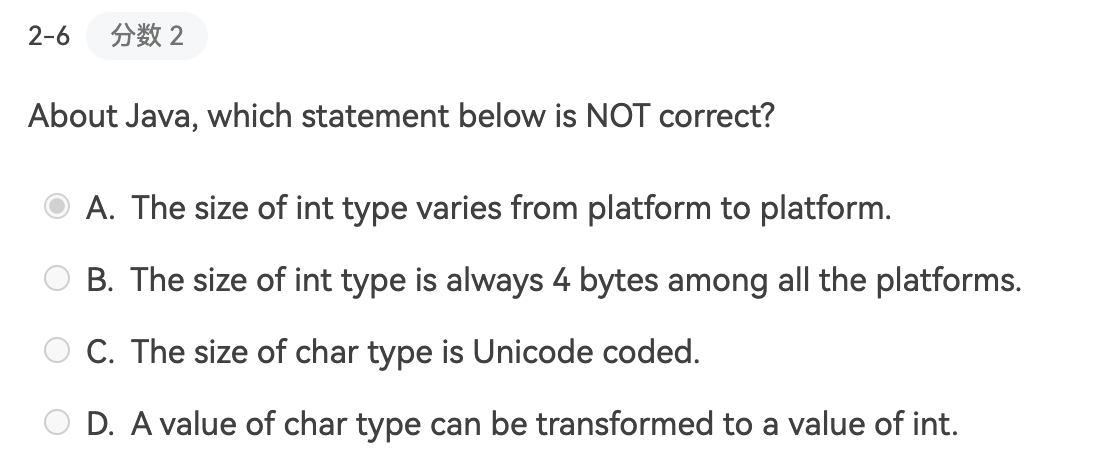 2-6 分数 2
About Java, which statement below is NOT correct?
A. The size of int type varies from platform to platform.
B. The size of int type is always 4 bytes among all the platforms.
C. The size of char type is Unicode coded.
D. A value of char type can be transformed to a value of int.